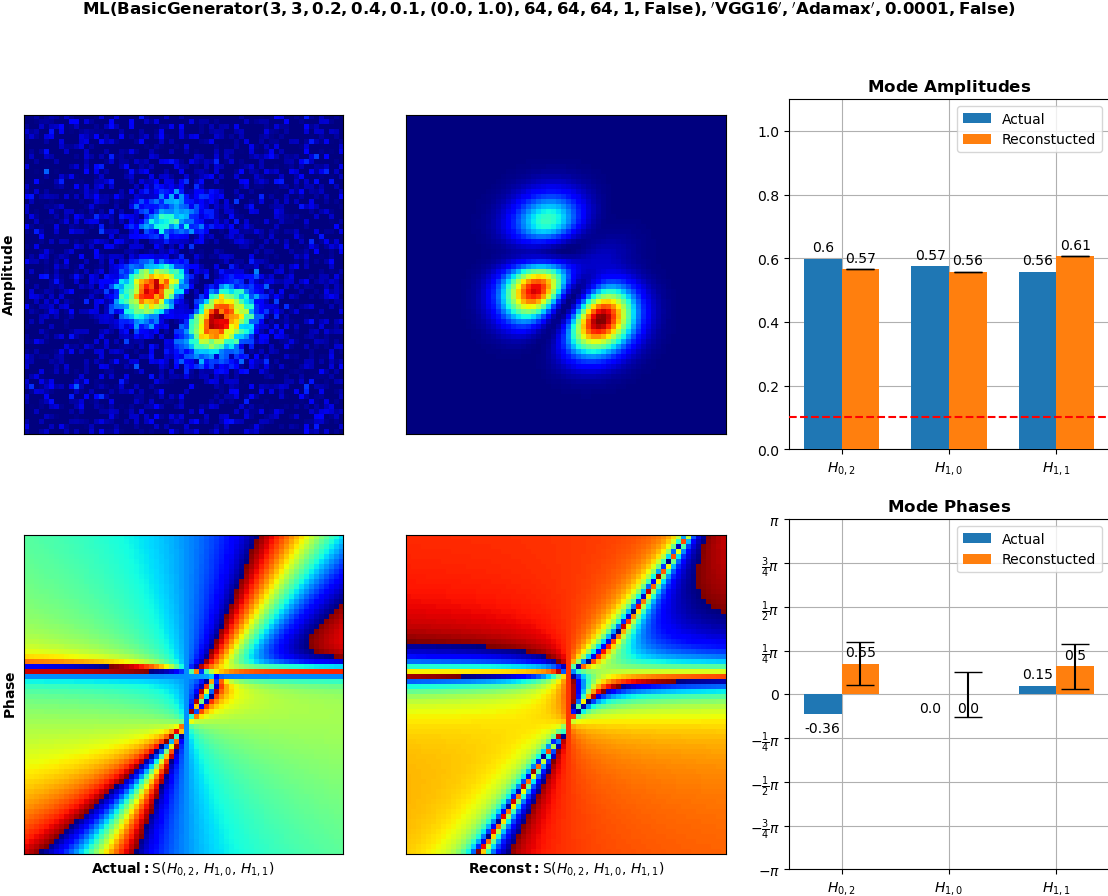 ML(BasicGenerator(3, 3, 0.2, 0.4, 0.1, (0.0, 1.0), 64, 64, 64, 1, False), ′VGG16′, ′Adamax′, 0.0001, False)
Mode Amplitudes
Amplitude
Actual
Reconstucted
1.0
0.8
0.6
0.4
0.2
0.0
0.6
0.57
0.57
0.56
0.56
0.61
H0, 2
H1, 0
H1, 1
Mode Phases
Phase
Actual
Reconstucted
π
3/4π
1/2π
1/4π
0
−1/4π
−1/2π
−3/4π
−π
-0.36
0.55
0.0
0.0
0.15
0.5
H0, 2
H1, 0
H1, 1
Actual: S(H0, 2, H1, 0, H1, 1)
Reconst: S(H0, 2, H1, 0, H1, 1)